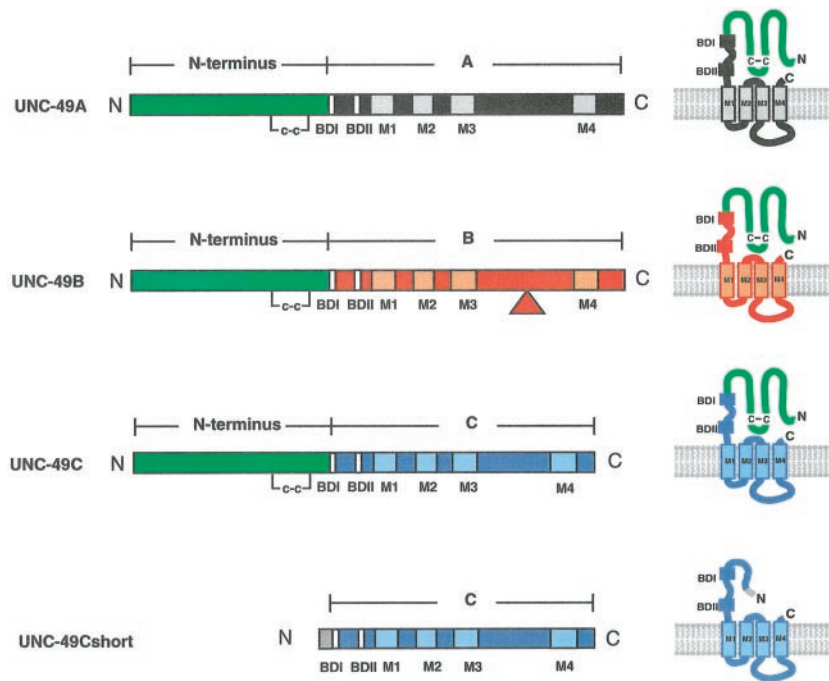 N-terminus A
UNC-49A N C
c-c BDI BDII M1 M2 M3 M4
BDI
BDII
C-C
N
C
M1 M2 M3 M4
N-terminus B
UNC-49B N C
c-c BDI BDII M1 M2 M3 M4
BDI
BDII
C-C
N
C
M1 M2 M3 M4
N-terminus C
UNC-49C N C
c-c BDI BDII M1 M2 M3 M4
BDI
BDII
C-C
N
C
M1 M2 M3 M4
C
UNC-49Cshort N C
BDI BDII M1 M2 M3 M4
BDI
BDII
N
C
M1 M2 M3 M4